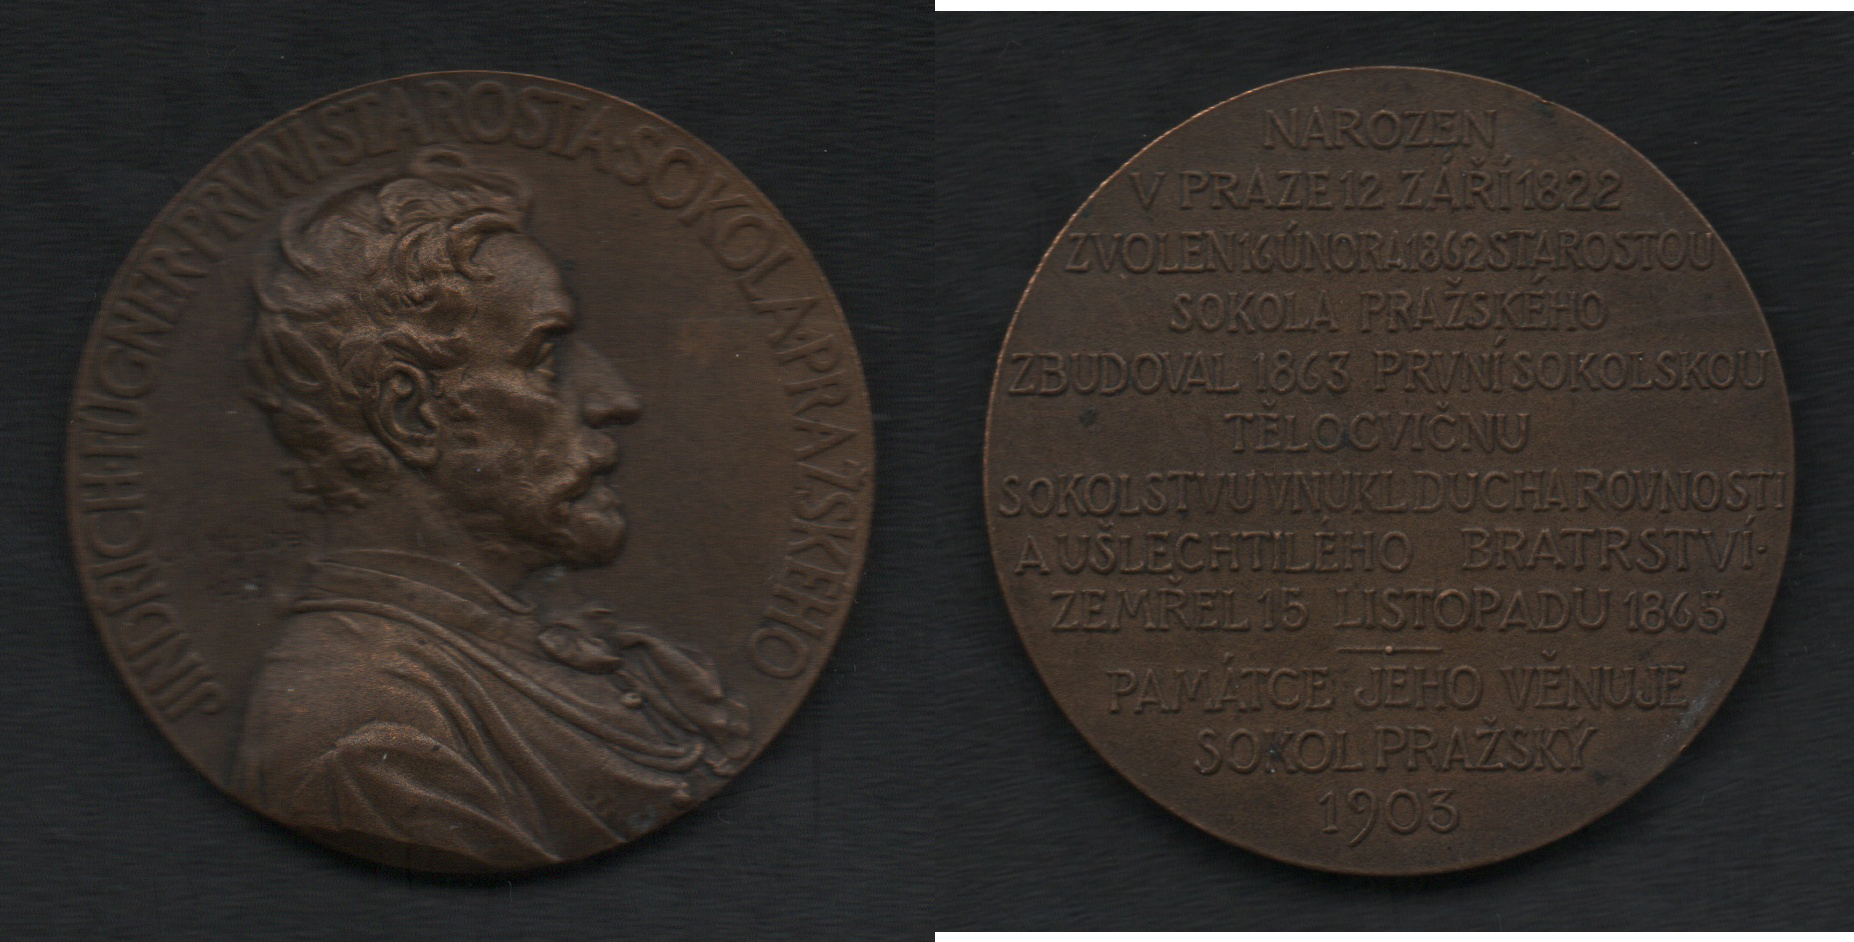 JINDŘICH·FÜGNER·PRVNÍ·STAROSTA·SOKOLA·PRAŽSKÉHO
NAROZEN
V PRAZE 12 ZÁŘÍ 1822
ZVOLEN 16 ÚNORA 1862 STAROSTOU
SOKOLA PRAŽSKÉHO
ZBUDOVAL 1863 PRVNÍ SOKOLSKOU
TĚLOCVIČNU
SOKOLSTVU VNUKL DUCHA ROVNOSTI
A UŠLECHTILÉHO BRATRSTVÍ·
ZEMŘEL 15 LISTOPADU 1865
PAMÁTCE JEHO VĚNUJE
SOKOL PRAŽSKÝ
1903